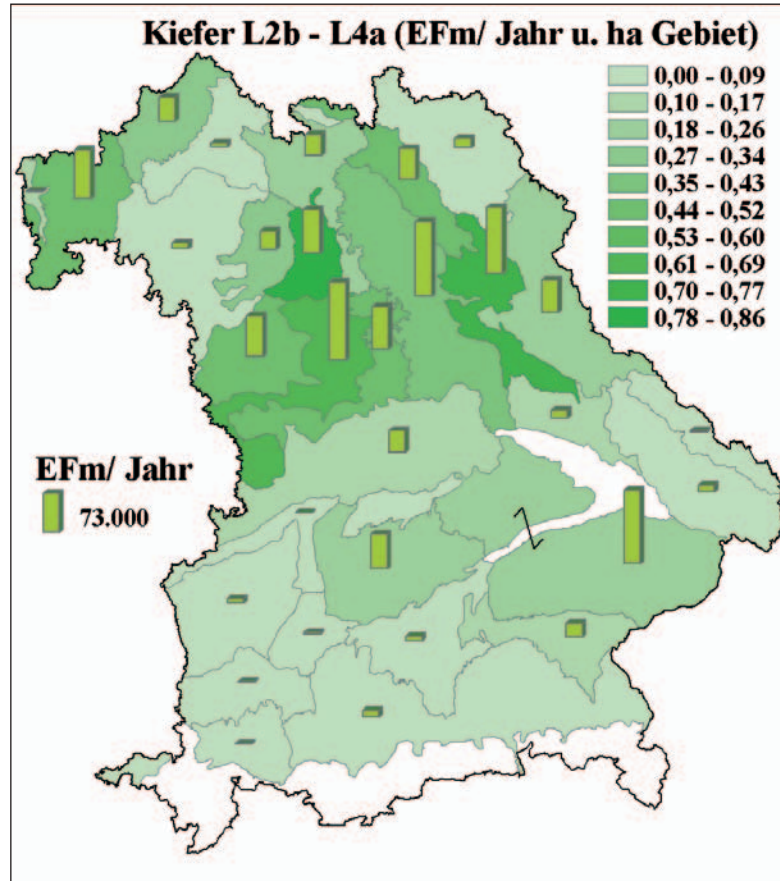 Kiefer L2b - L4a (EFm/ Jahr u. ha Gebiet)
0,00 - 0,09
0,10 - 0,17
0,18 - 0,26
0,27 - 0,34
0,35 - 0,43
0,44 - 0,52
0,53 - 0,60
0,61 - 0,69
0,70 - 0,77
0,78 - 0,86
EFm/ Jahr
73.000